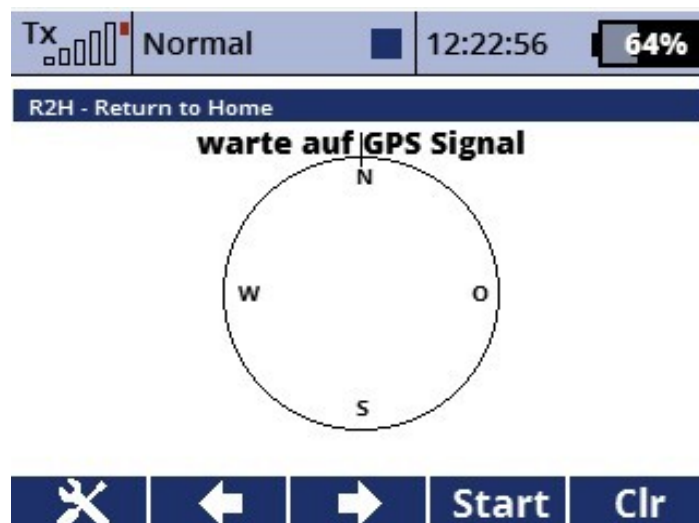 Tx Normal 12:22:56 64%
R2H - Return to Home
warte auf GPS Signal
N
W O
S
Start Clr